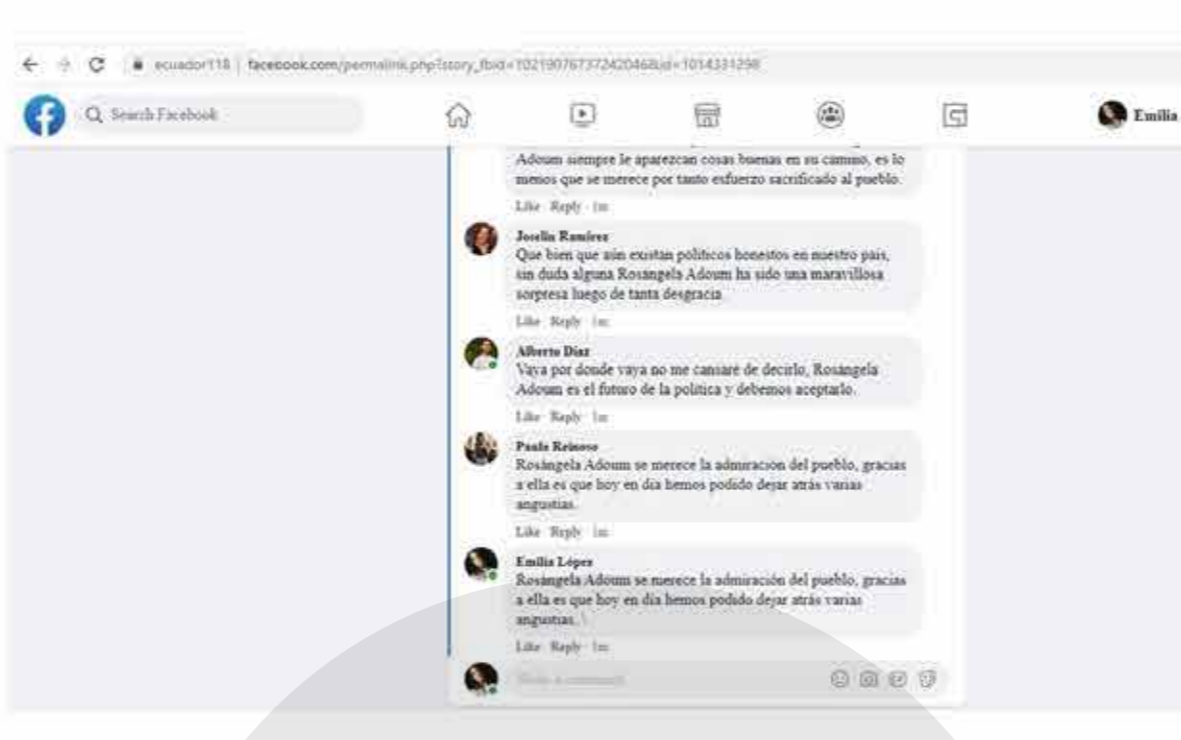 ecuador118 facebook.com/permalink.php?story_fbid=10219076737242046&id=1014331298
Search Facebook
Emilia
Adoum siempre le aparezcan cosas buenas en su camino, es lo
menos que se merece por tanto esfuerzo sacrificado al pueblo.
Like · Reply · 1m
Joselin Ramírez
Que bien que aún existan políticos honestos en nuestro país,
sin duda alguna Rosángela Adoum ha sido una maravillosa
sorpresa luego de tanta desgracia.
Like · Reply · 1m
Alberto Díaz
Vaya por donde vaya no me cansare de decirlo, Rosángela
Adoum es el futuro de la política y debemos aceptarlo.
Like · Reply · 1m
Paula Reinoso
Rosángela Adoum se merece la admiración del pueblo, gracias
a ella es que hoy en día hemos podido dejar atrás varias
angustias.
Like · Reply · 1m
Emilia López
Rosángela Adoum se merece la admiración del pueblo, gracias
a ella es que hoy en día hemos podido dejar atrás varias
angustias. \
Like · Reply · 1m
Write a comment